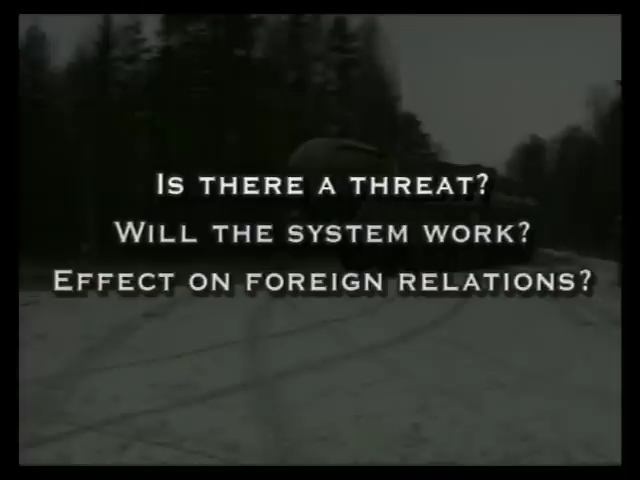 Is there a threat?
Will the system work?
Effect on foreign relations?